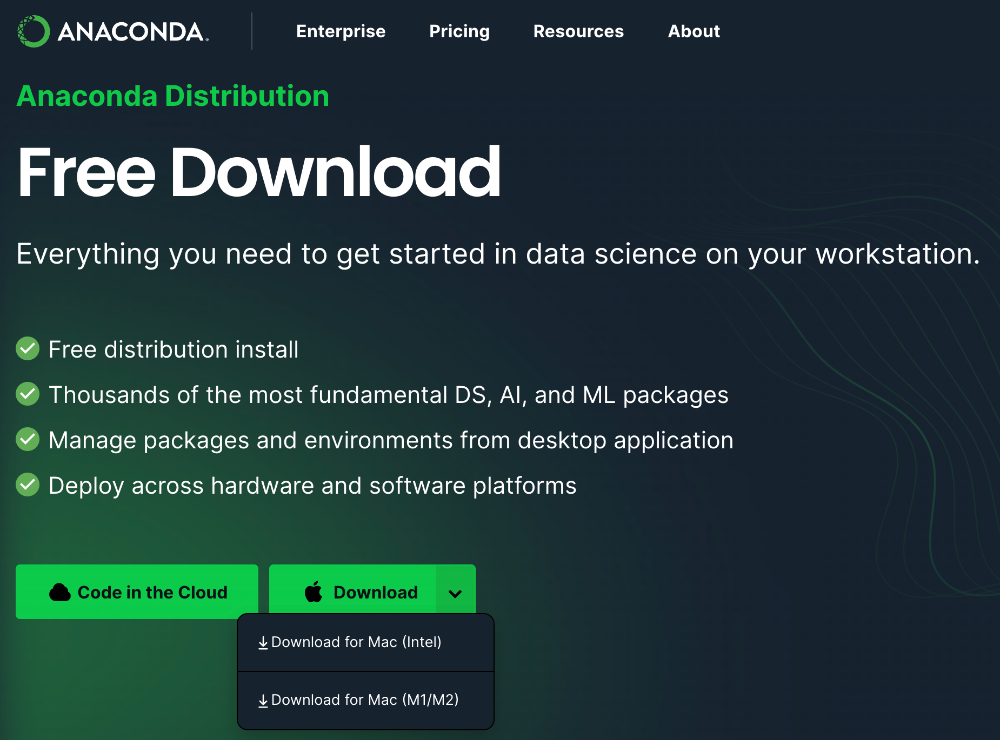 ANACONDA.®
Enterprise Pricing Resources About
Anaconda Distribution
Free Download
Everything you need to get started in data science on your workstation.
Free distribution install
Thousands of the most fundamental DS, AI, and ML packages
Manage packages and environments from desktop application
Deploy across hardware and software platforms
Code in the Cloud
Download
Download for Mac (Intel)
Download for Mac (M1/M2)